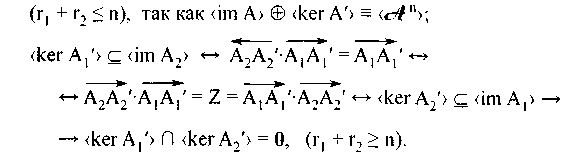 (r₁ + r₂ ≤ n), так как ‹im A› ⊕ ‹ker A′› ≡ ‹𝒜ⁿ›;
‹ker A₁′› ⊆ ‹im A₂› ↔ ←A₂A₂′·→A₁A₁′ = →A₁A₁′ ↔
↔ →A₂A₂′·→A₁A₁′ = Z = →A₁A₁′·→A₂A₂′ ↔ ‹ker A₂′› ⊆ ‹im A₁› →
→ ‹ker A₁′› ∩ ‹ker A₂′› = 0, (r₁ + r₂ ≥ n).